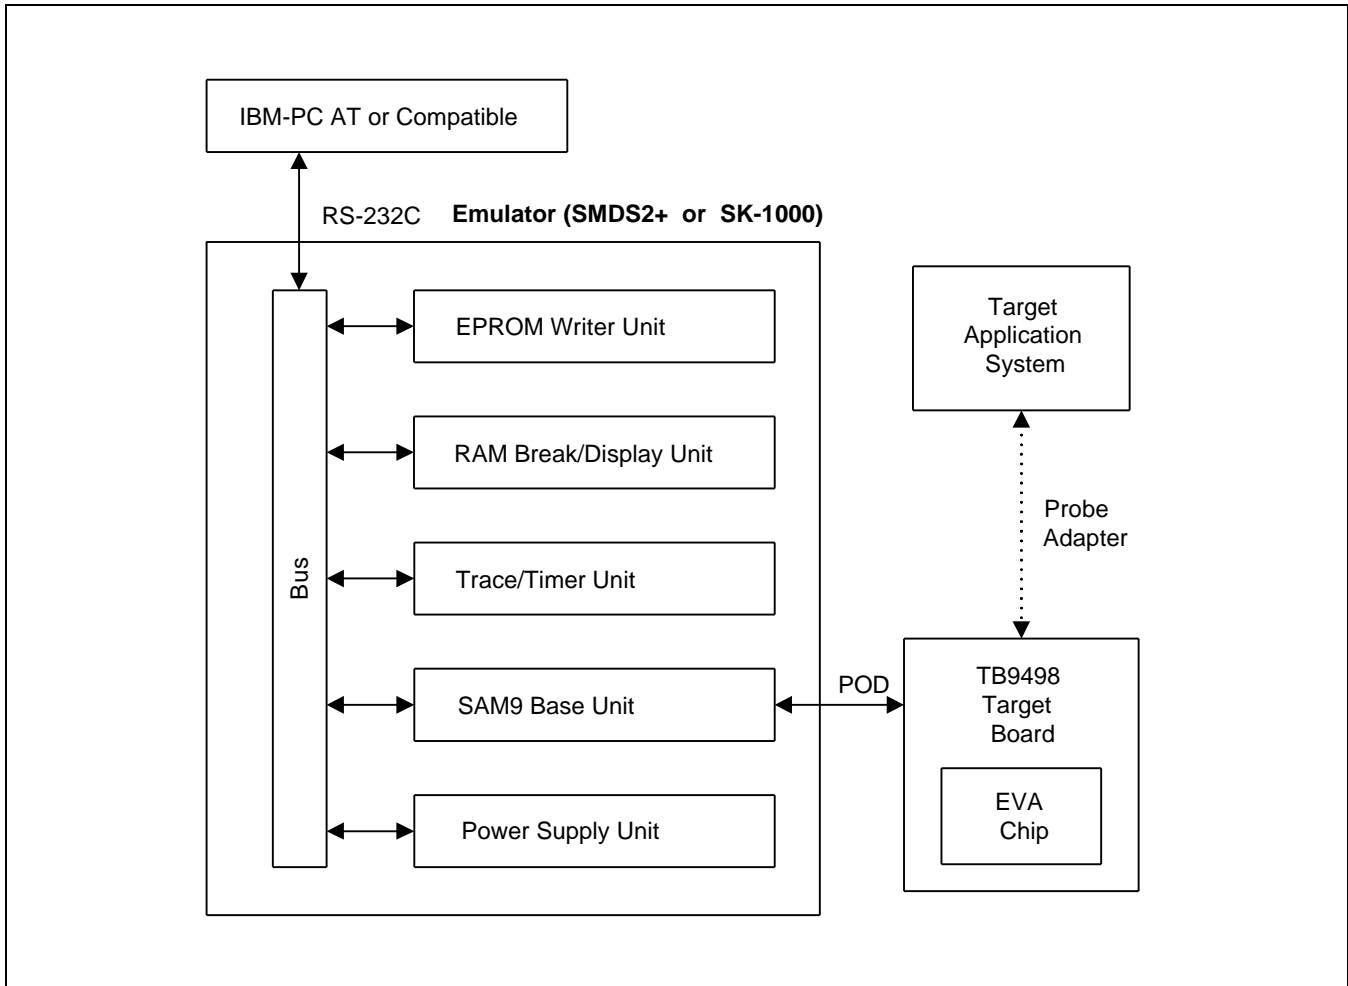 IBM-PC AT or Compatible
RS-232C
Emulator (SMDS2+ or SK-1000)
Bus
EPROM Writer Unit
RAM Break/Display Unit
Trace/Timer Unit
SAM9 Base Unit
Power Supply Unit
POD
Target
Application
System
Probe
Adapter
TB9498
Target
Board
EVA
Chip